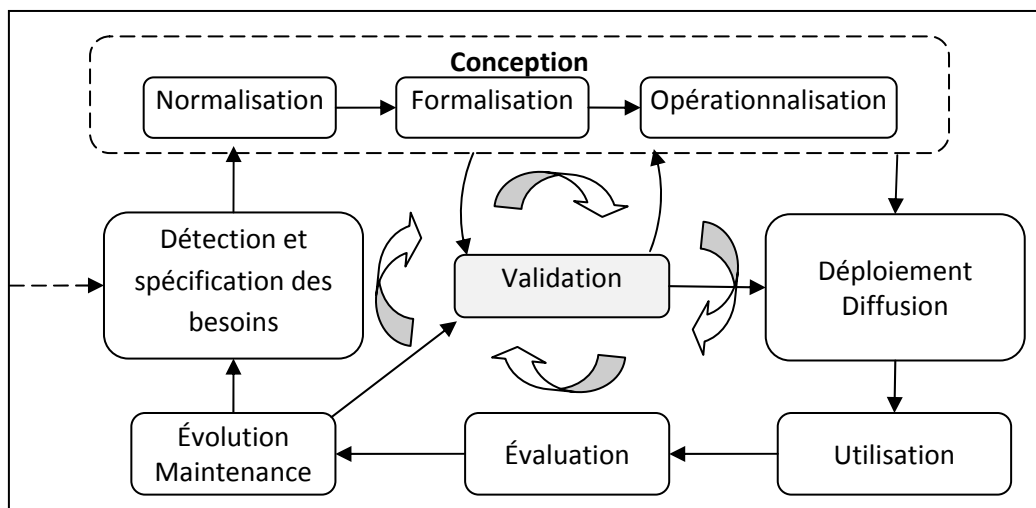 Conception
Normalisation
Formalisation
Opérationnalisation
Détection et
spécification des
besoins
Validation
Déploiement
Diffusion
Évolution
Maintenance
Évaluation
Utilisation